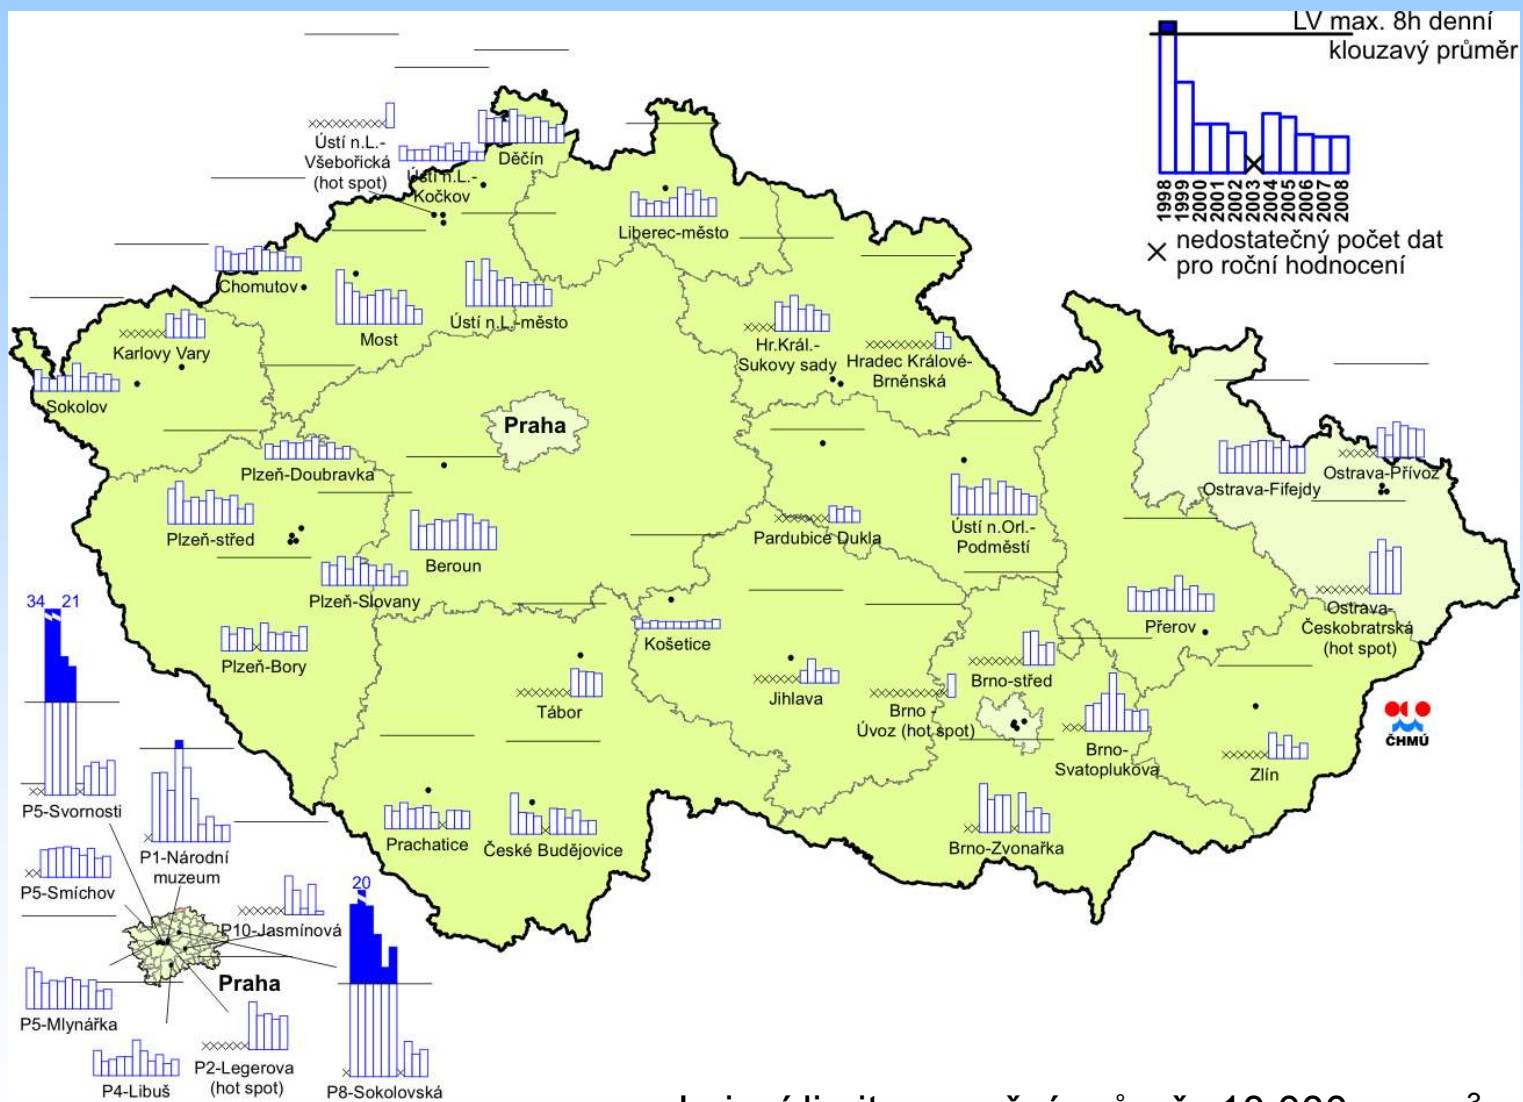 LV max. 8h denní
klouzavý průměr
1998
1999
2000
2001
2002
2003
2004
2005
2006
2007
2008
× nedostatečný počet dat
pro roční hodnocení
Ústí n.L.-
Všebořická
(hot spot)
Ústí n.L.-
Kočkov
Děčín
Liberec-město
Chomutov
Most
Ústí n.L.-město
Karlovy Vary
Sokolov
Hr.Král.-
Sukovy sady
Hradec Králové-
Brněnská
Praha
Plzeň-Doubravka
Plzeň-střed
Beroun
Plzeň-Slovany
Plzeň-Bory
Pardubice Dukla
Ústí n.Orl.-
Podměstí
Ostrava-Fifejdy
Ostrava-Přívoz
Ostrava-
Českobratrská
(hot spot)
Přerov
Košetice
Tábor
Jihlava
Brno-střed
Brno -
Úvoz (hot spot)
Brno-
Svatoplukova
Zlín
ČHMÚ
Prachatice
České Budějovice
Brno-Zvonařka
34 21
P5-Svornosti
P1-Národní
muzeum
P5-Smíchov
P10-Jasmínová
20
Praha
P5-Mlynářka
P4-Libuš
P2-Legerova
(hot spot)
P8-Sokolovská